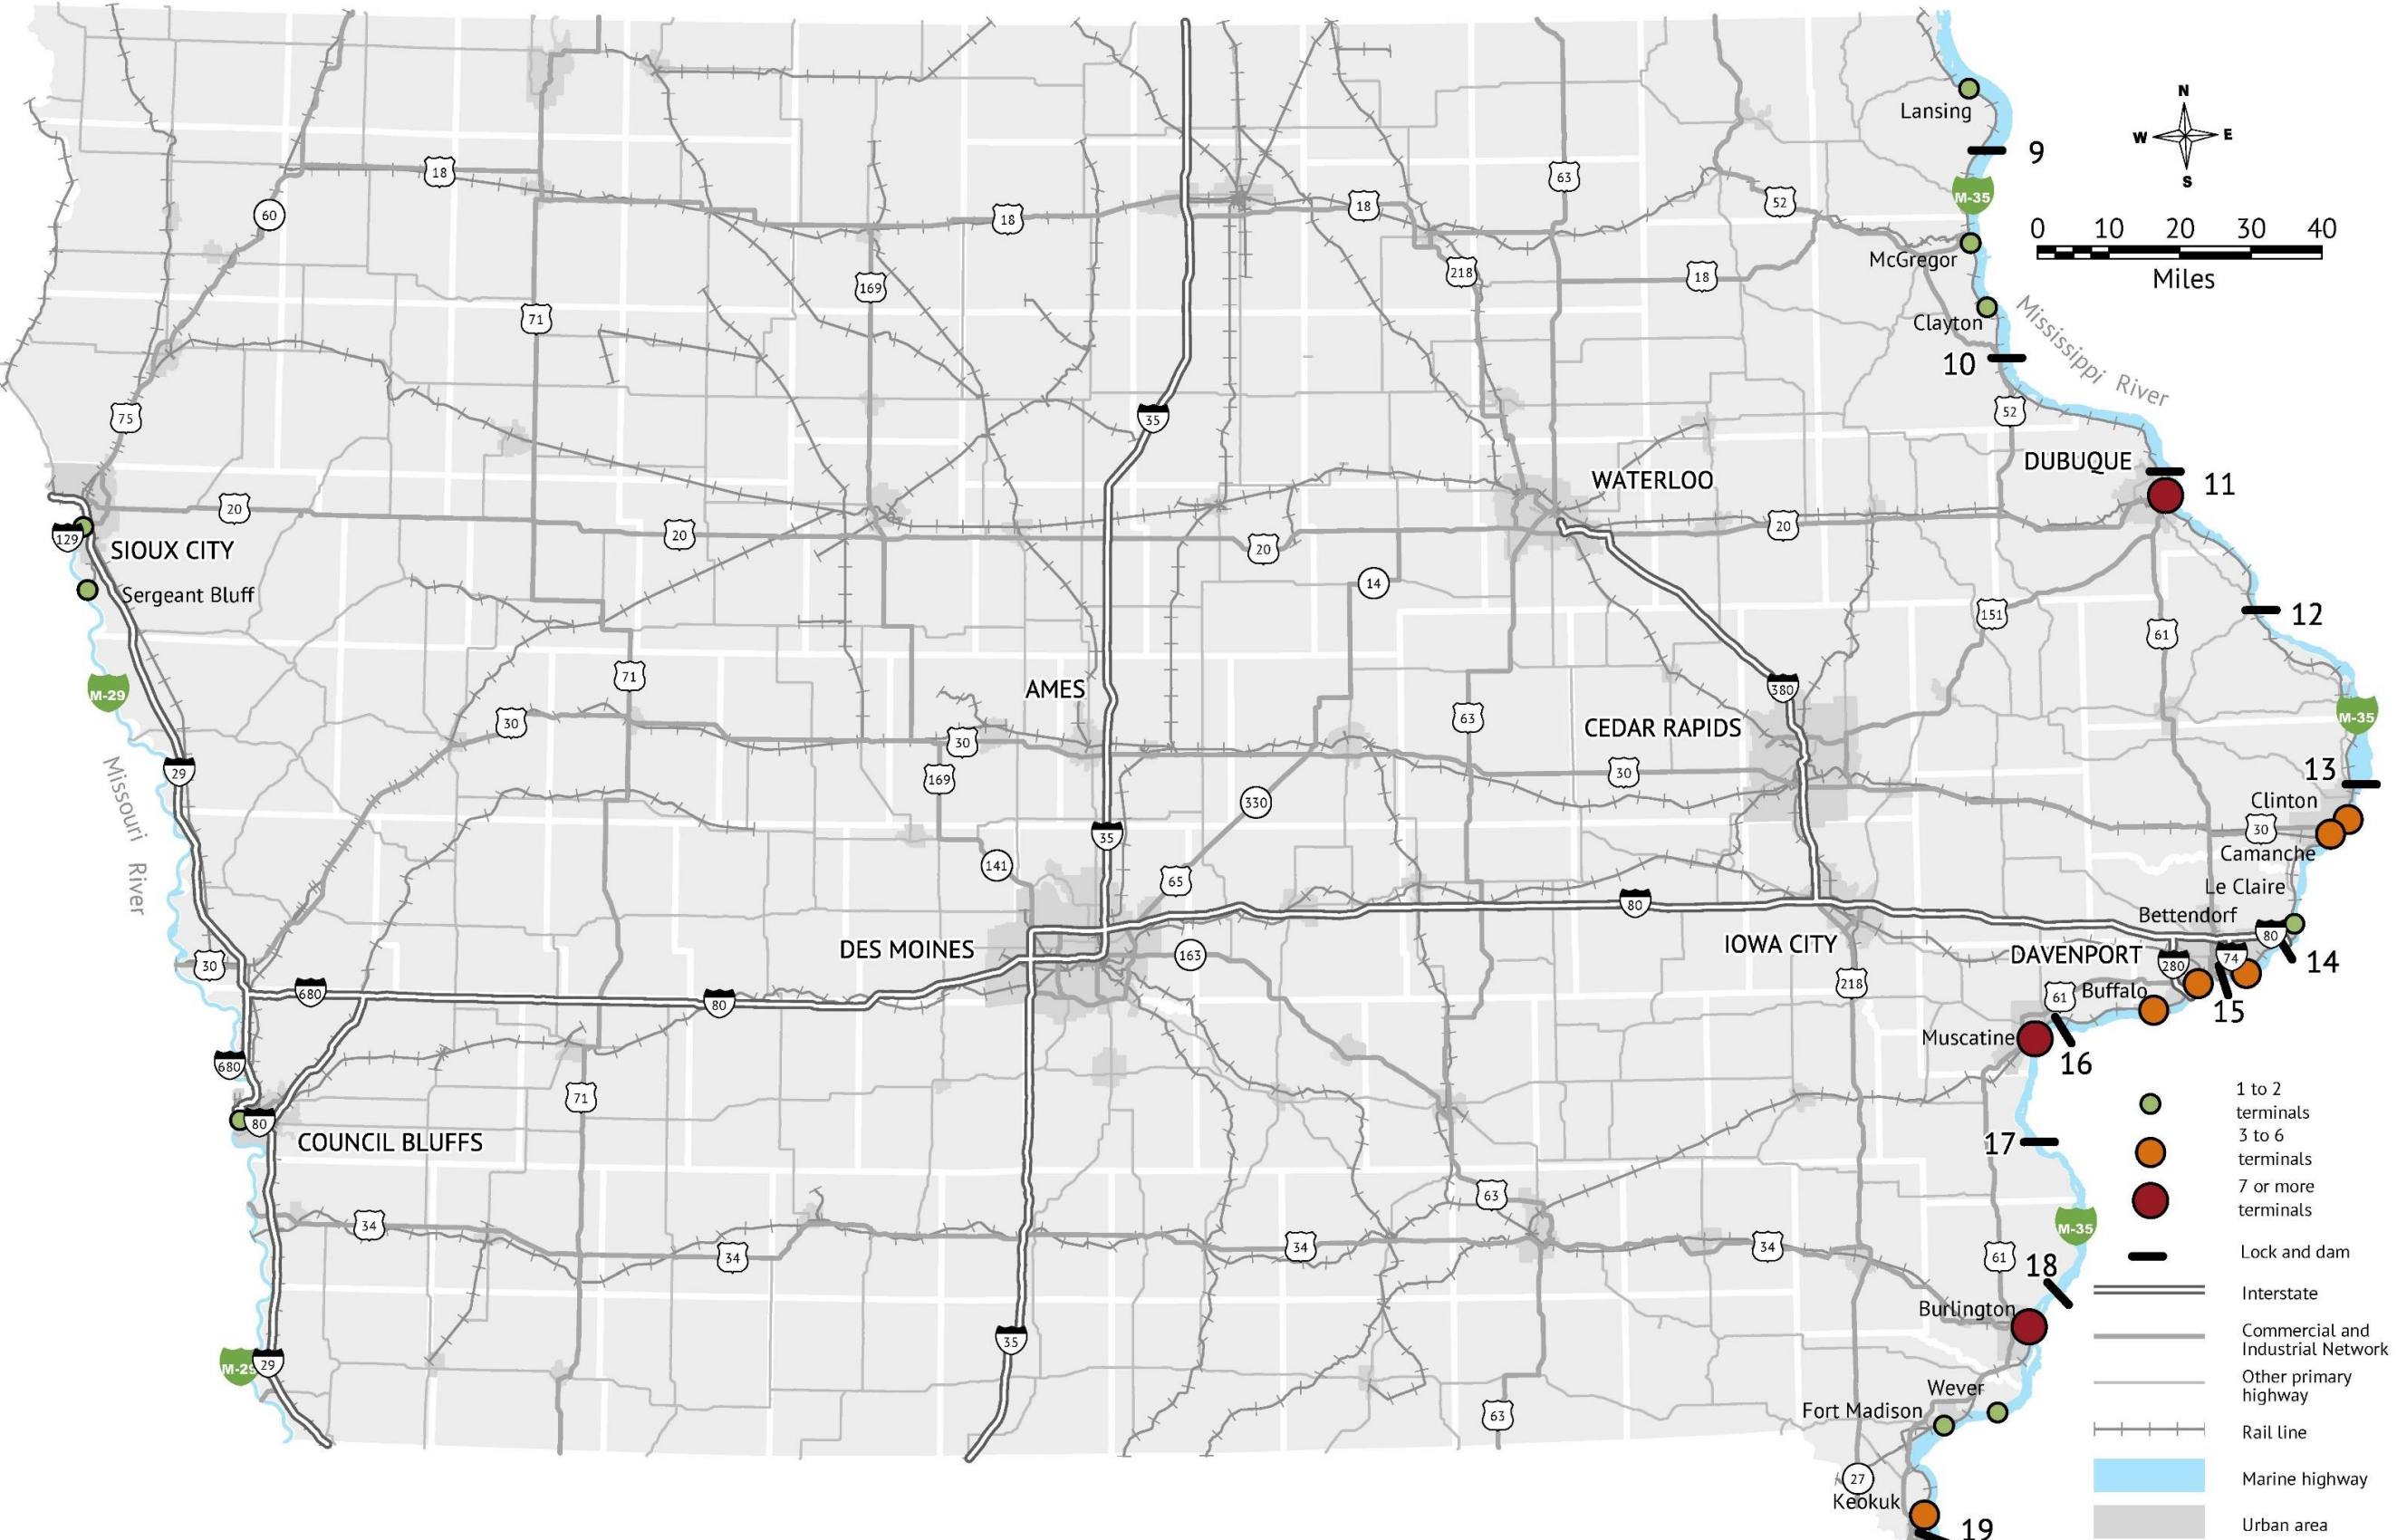 N
W
E
S
Lansing
9
M-35
0 10 20 30 40
Miles
18
60
18
18
63
52
McGregor
218
18
169
71
Clayton
10
Mississippi River
52
75
35
DUBUQUE
11
WATERLOO
20
20
20
20
129
SIOUX CITY
Sergeant Bluff
14
151
12
61
M-29
71
AMES
380
M-35
30
30
63
CEDAR RAPIDS
29
169
30
13
Clinton
330
30
35
Camanche
Missouri River
141
65
Le Claire
80
Bettendorf
80
DES MOINES
163
IOWA CITY
DAVENPORT
74
280
14
30
680
80
218
61
Buffalo
15
Muscatine
16
680
71
80
COUNCIL BLUFFS
17
63
34
34
34
34
M-35
61
18
Burlington
35
M-29
29
63
Wever
Fort Madison
27
Keokuk
19
1 to 2
terminals
3 to 6
terminals
7 or more
terminals
Lock and dam
Interstate
Commercial and
Industrial Network
Other primary
highway
Rail line
Marine highway
Urban area